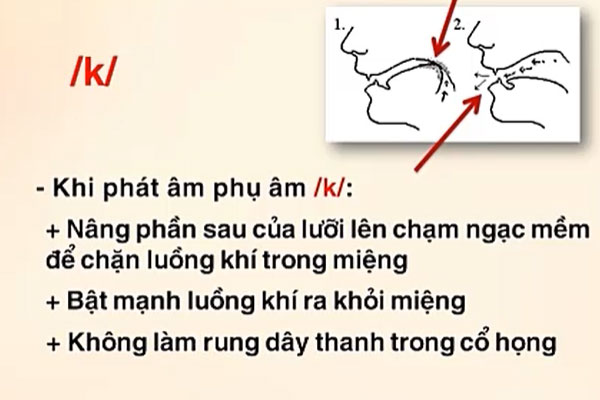 /k/
1.
2.
- Khi phát âm phụ âm /k/:
+ Nâng phần sau của lưỡi lên chạm ngạc mềm
để chặn luồng khí trong miệng
+ Bật mạnh luồng khí ra khỏi miệng
+ Không làm rung dây thanh trong cổ họng